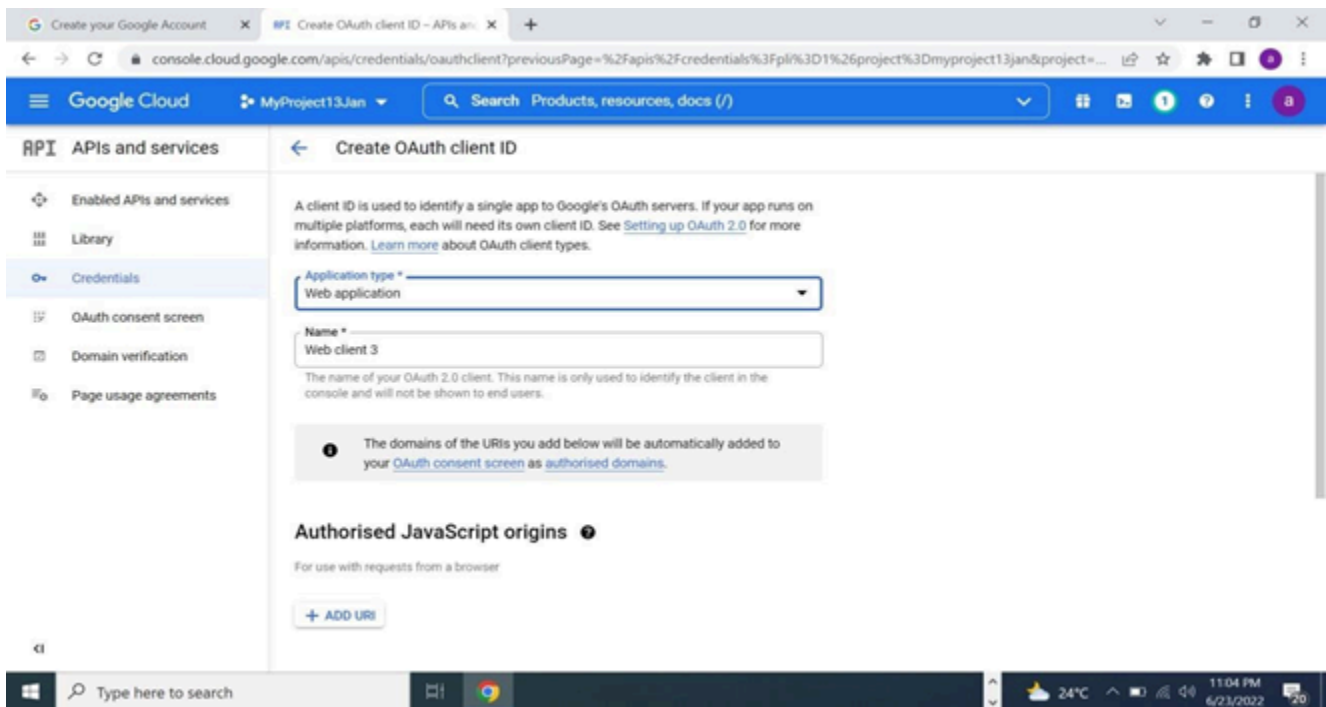 Create your Google Account
API Create OAuth client ID – APIs and
console.cloud.google.com/apis/credentials/oauthclient?previousPage=%2Fapis%2Fcredentials%3Fpli%3D1%26project%3Dmyproject13jan&project=...
a
Google Cloud
MyProject13Jan
Search Products, resources, docs (/)
1
a
API APIs and services
Create OAuth client ID
Enabled APIs and services
Library
Credentials
OAuth consent screen
Domain verification
Page usage agreements
A client ID is used to identify a single app to Google's OAuth servers. If your app runs on
multiple platforms, each will need its own client ID. See Setting up OAuth 2.0 for more
information. Learn more about OAuth client types.
Application type *
Web application
Name *
Web client 3
The name of your OAuth 2.0 client. This name is only used to identify the client in the
console and will not be shown to end users.
The domains of the URIs you add below will be automatically added to
your OAuth consent screen as authorised domains.
Authorised JavaScript origins
For use with requests from a browser
+ ADD URI
Type here to search
24°C
11:04 PM
6/23/2022
20